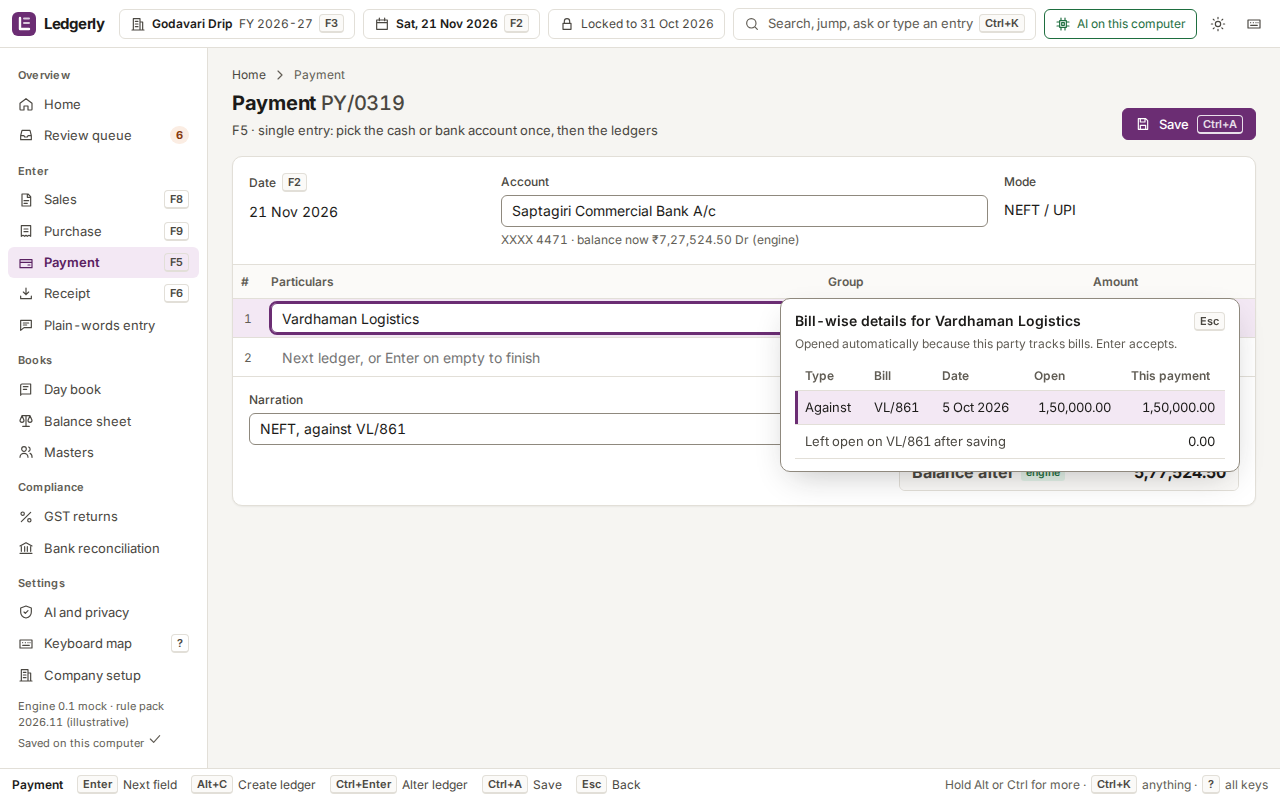 Ledgerly
Godavari Drip FY 2026-27 F3
Sat, 21 Nov 2026 F2
Locked to 31 Oct 2026
Search, jump, ask or type an entry Ctrl+K
AI on this computer
Overview
Home
Review queue 6
Enter
Sales F8
Purchase F9
Payment F5
Receipt F6
Plain-words entry
Books
Day book
Balance sheet
Masters
Compliance
GST returns
Bank reconciliation
Settings
AI and privacy
Keyboard map ?
Company setup
Engine 0.1 mock · rule pack
2026.11 (illustrative)
Saved on this computer
Home > Payment
Payment PY/0319
F5 · single entry: pick the cash or bank account once, then the ledgers
Save Ctrl+A
Date F2
21 Nov 2026
Account
Saptagiri Commercial Bank A/c
XXXX 4471 · balance now ₹7,27,524.50 Dr (engine)
Mode
NEFT / UPI
# Particulars Group Amount
1 Vardhaman Logistics
2 Next ledger, or Enter on empty to finish
Narration
NEFT, against VL/861
Bill-wise details for Vardhaman Logistics Esc
Opened automatically because this party tracks bills. Enter accepts.
Type Bill Date Open This payment
Against VL/861 5 Oct 2026 1,50,000.00 1,50,000.00
Left open on VL/861 after saving 0.00
Balance after engine 5,77,524.50
Payment Enter Next field Alt+C Create ledger Ctrl+Enter Alter ledger Ctrl+A Save Esc Back
Hold Alt or Ctrl for more · Ctrl+K anything · ? all keys